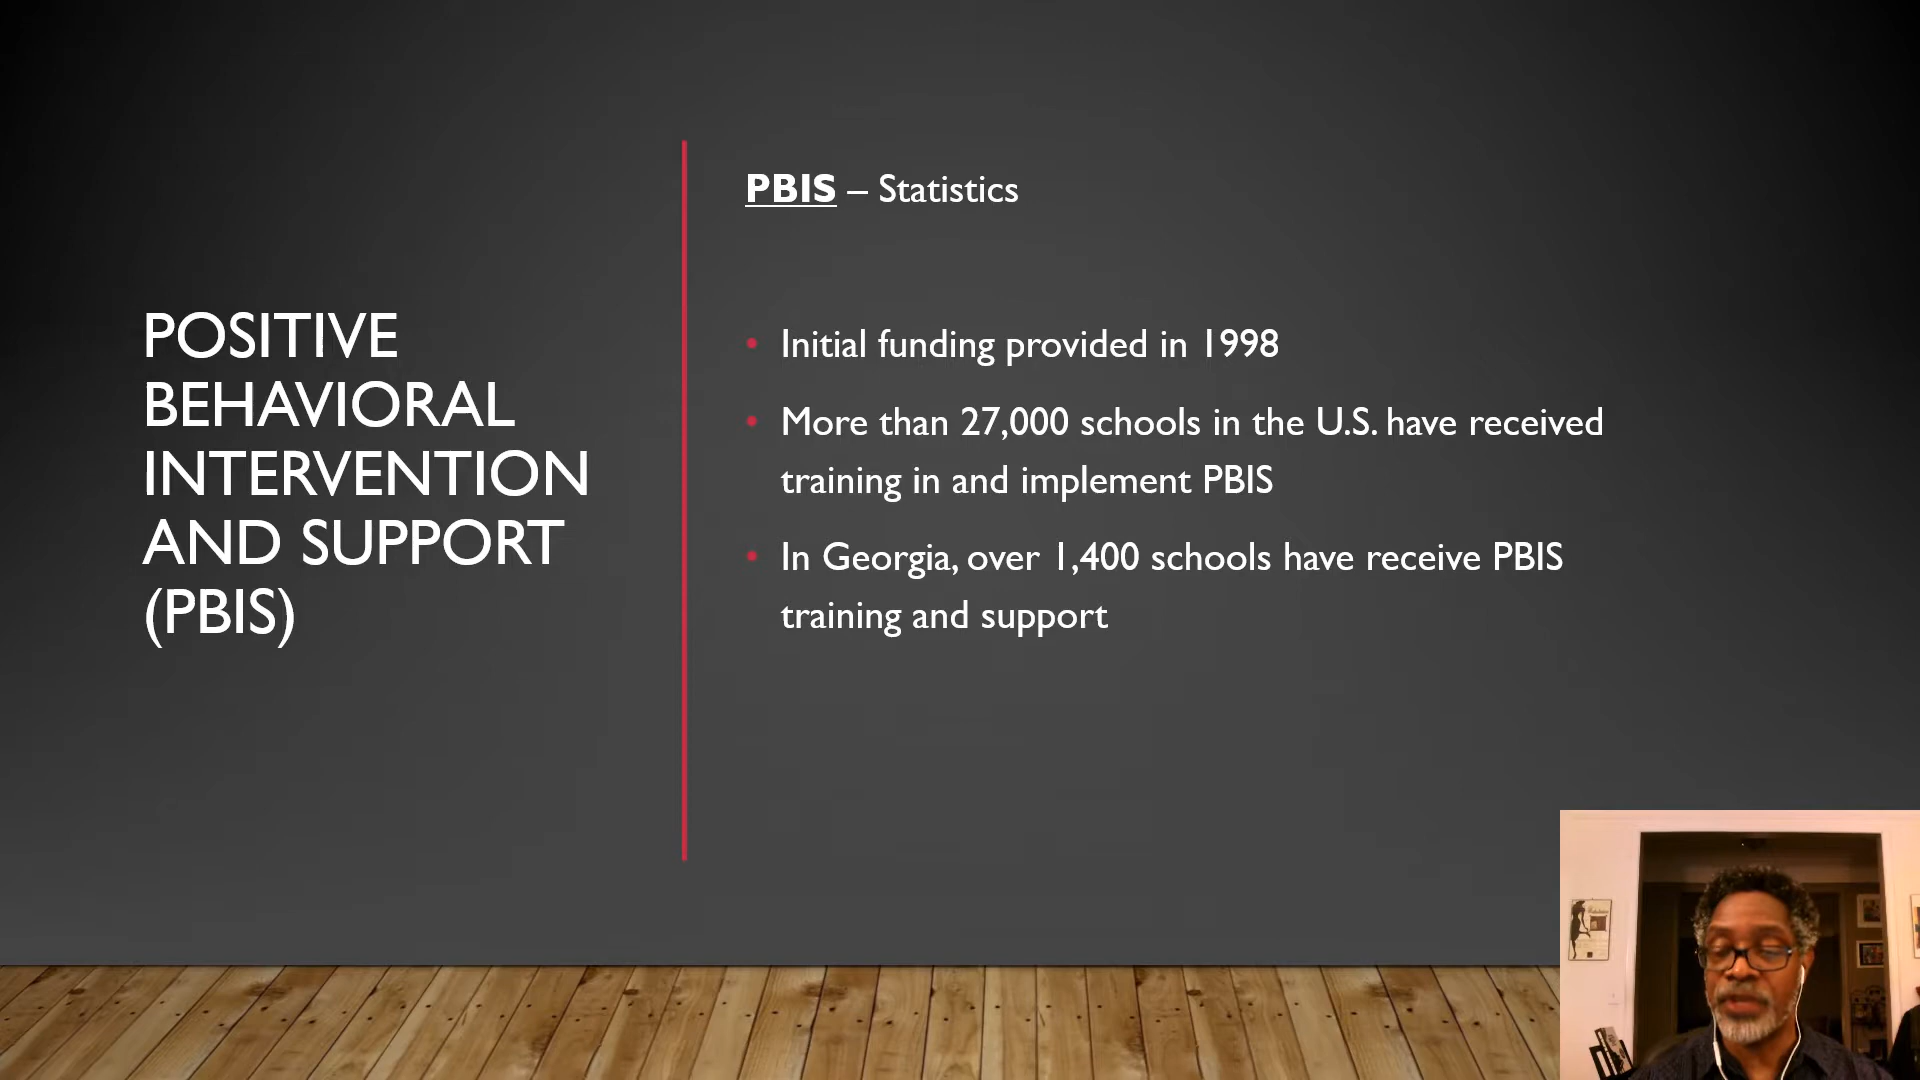 POSITIVE
BEHAVIORAL
INTERVENTION
AND SUPPORT
(PBIS)
PBIS – Statistics
• Initial funding provided in 1998
• More than 27,000 schools in the U.S. have received
training in and implement PBIS
• In Georgia, over 1,400 schools have receive PBIS
training and support